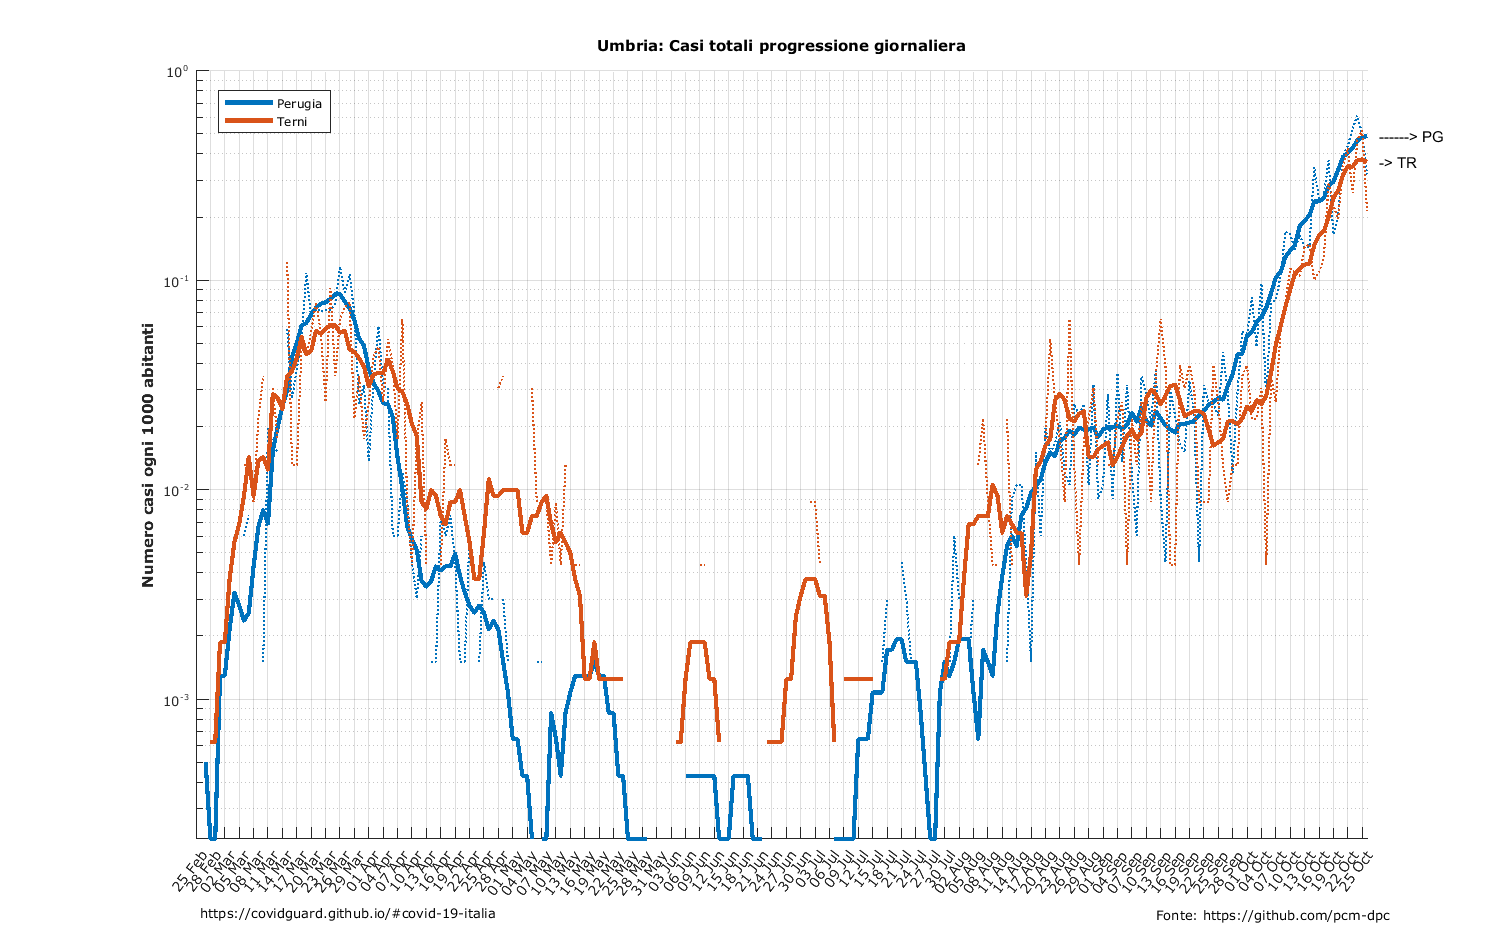 Umbria: Casi totali progressione giornaliera
10⁰
Perugia
Terni
------> PG
-> TR
10⁻¹
10⁻²
10⁻³
Numero casi ogni 1000 abitanti
25 Feb
28 Feb
02 Mar
05 Mar
08 Mar
11 Mar
14 Mar
17 Mar
20 Mar
23 Mar
26 Mar
29 Mar
01 Apr
04 Apr
07 Apr
10 Apr
13 Apr
16 Apr
19 Apr
22 Apr
25 Apr
28 Apr
01 May
04 May
07 May
10 May
13 May
16 May
19 May
22 May
25 May
28 May
31 May
03 Jun
06 Jun
09 Jun
12 Jun
15 Jun
18 Jun
21 Jun
24 Jun
27 Jun
30 Jun
03 Jul
06 Jul
09 Jul
12 Jul
15 Jul
18 Jul
21 Jul
24 Jul
27 Jul
30 Jul
02 Aug
05 Aug
08 Aug
11 Aug
14 Aug
17 Aug
20 Aug
23 Aug
26 Aug
29 Aug
01 Sep
04 Sep
07 Sep
10 Sep
13 Sep
16 Sep
19 Sep
22 Sep
25 Sep
28 Sep
01 Oct
04 Oct
07 Oct
10 Oct
13 Oct
16 Oct
19 Oct
22 Oct
25 Oct
https://covidguard.github.io/#covid-19-italia
Fonte: https://github.com/pcm-dpc